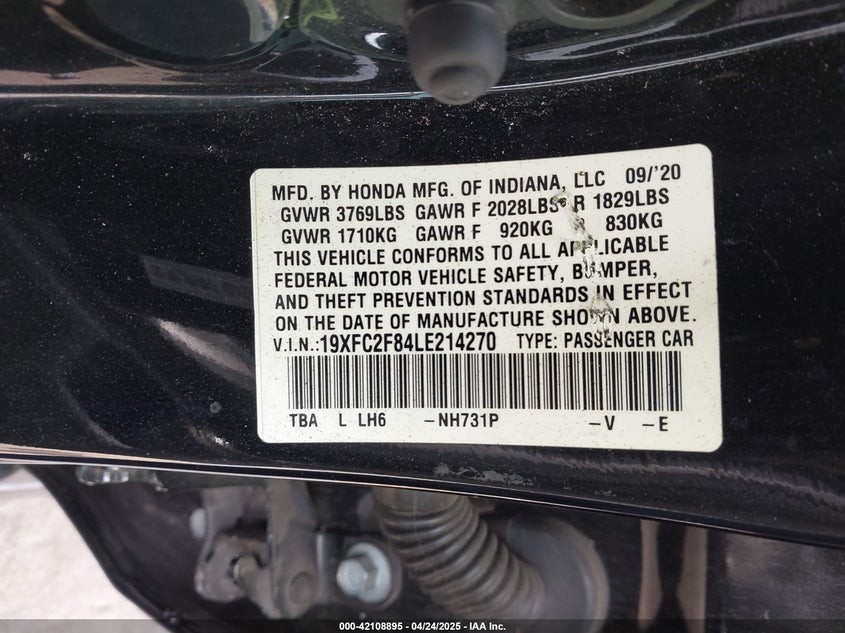 MFD. BY HONDA MFG. OF INDIANA, LLC 09/'20
GVWR 3769LBS GAWR F 2028LBS R 1829LBS
GVWR 1710KG GAWR F 920KG 830KG
THIS VEHICLE CONFORMS TO ALL APPLICABLE
FEDERAL MOTOR VEHICLE SAFETY, BUMPER,
AND THEFT PREVENTION STANDARDS IN EFFECT
ON THE DATE OF MANUFACTURE SHOWN ABOVE.
V.I.N.:19XFC2F84LE214270 TYPE: PASSENGER CAR
TBA L LH6 –NH731P –V –E
000-42108895 - 04/24/2025 - IAA Inc.